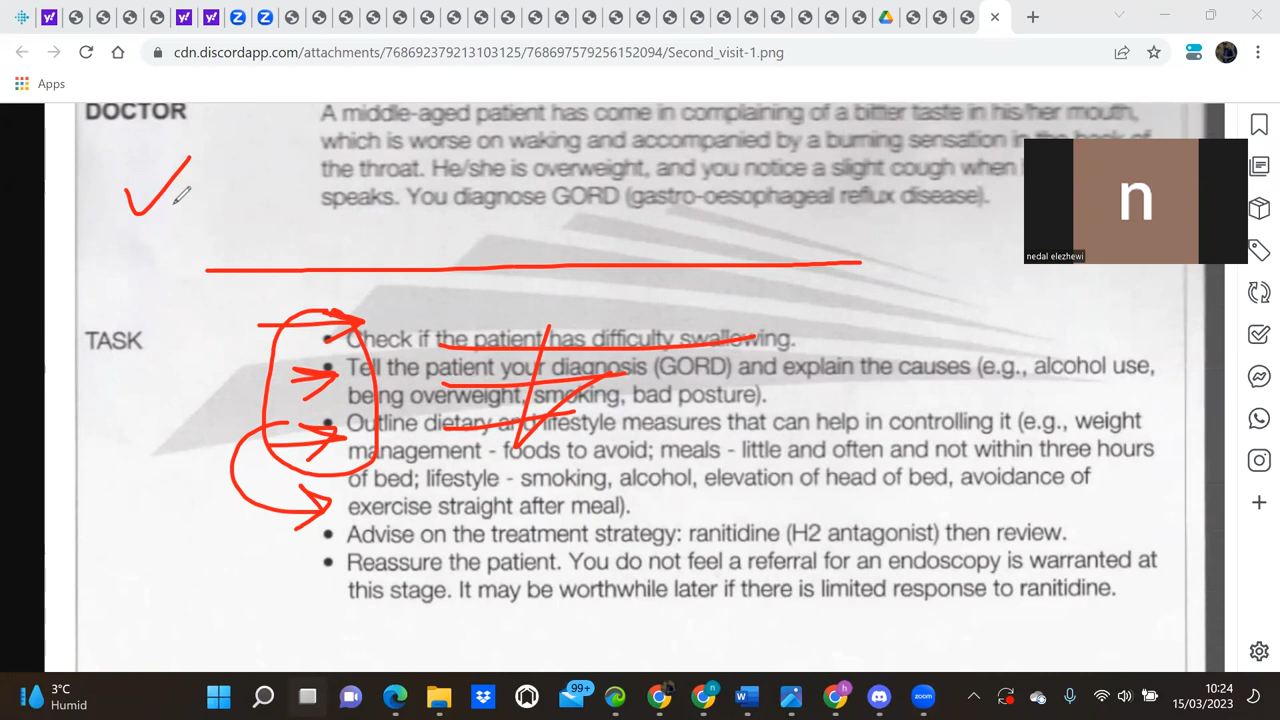 cdn.discordapp.com/attachments/768692379213103125/768697579256152094/Second_visit-1.png
Apps
DOCTOR
A middle-aged patient has come in complaining of a bitter taste in his/her mouth,
which is worse on waking and accompanied by a burning sensation in the back of
the throat. He/she is overweight, and you notice a slight cough when
speaks. You diagnose GORD (gastro-oesophageal reflux disease).
n
nedal elezhewi
TASK
• Check if the patient has difficulty swallowing.
• Tell the patient your diagnosis (GORD) and explain the causes (e.g., alcohol use,
being overweight, smoking, bad posture).
• Outline dietary and lifestyle measures that can help in controlling it (e.g., weight
management - foods to avoid; meals - little and often and not within three hours
of bed; lifestyle - smoking, alcohol, elevation of head of bed, avoidance of
exercise straight after meal).
• Advise on the treatment strategy: ranitidine (H2 antagonist) then review.
• Reassure the patient. You do not feel a referral for an endoscopy is warranted at
this stage. It may be worthwhile later if there is limited response to ranitidine.
3°C
Humid
99+
zoom
10:24
15/03/2023